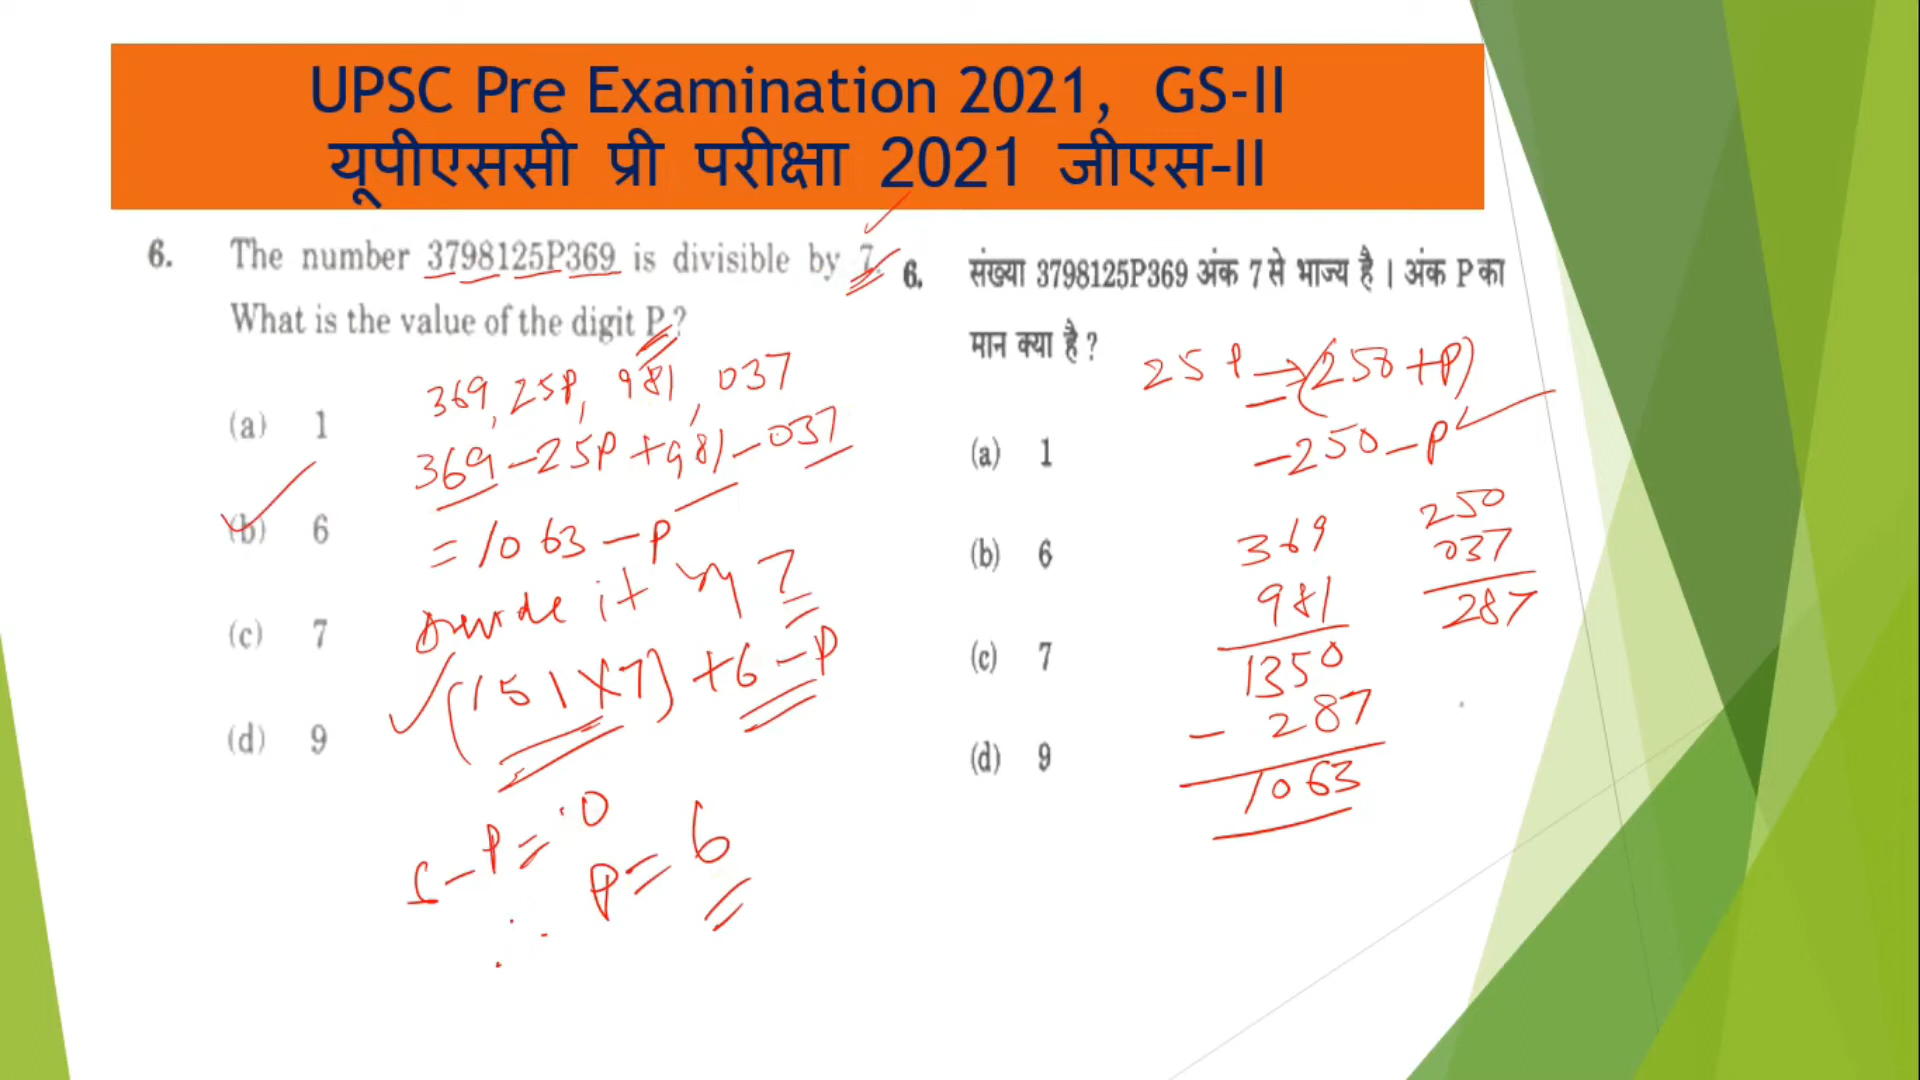 UPSC Pre Examination 2021, GS-II
यूपीएससी प्री परीक्षा 2021 जीएस-II
6. The number 3798125P369 is divisible by 7.
What is the value of the digit P ?
(a) 1
(b) 6
(c) 7
(d) 9
369, 25P, 981, 037
369 - 25P + 981 - 037
= 1063 - P
divide it by 7
(151 X 7) + 6 - P
6 - P = 0
∴ P = 6
6. संख्या 3798125P369 अंक 7 से भाज्य है । अंक P का
मान क्या है ?
(a) 1
(b) 6
(c) 7
(d) 9
25P → (250 + P)
- 250 - P
369
981
1350
- 287
1063
250
037
287